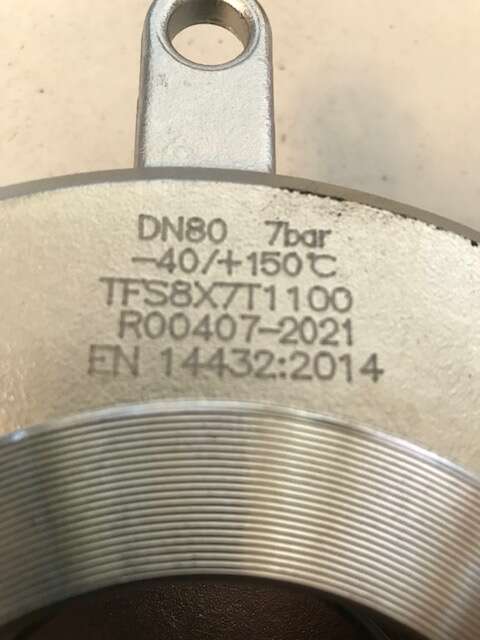 DN80 7bar
-40/+150℃
TFS8X7T1100
R00407-2021
EN 14432:2014